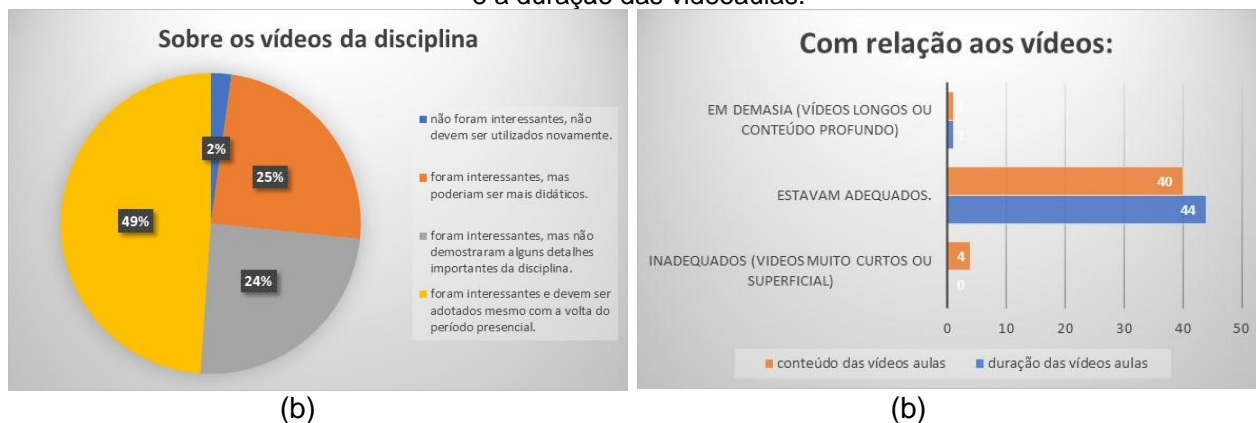 e a duração das videoaulas.
Sobre os vídeos da disciplina
2%
25%
49%
24%
não foram interessantes, não
devem ser utilizados novamente.
foram interessantes, mas
poderiam ser mais didáticos.
foram interessantes, mas não
demostraram alguns detalhes
importantes da disciplina.
foram interessantes e devem ser
adotados mesmo com a volta do
período presencial.
(b)
Com relação aos vídeos:
EM DEMASIA (VÍDEOS LONGOS OU
CONTEÚDO PROFUNDO)
1
1
ESTAVAM ADEQUADOS.
40
44
INADEQUADOS (VIDEOS MUITO CURTOS OU
SUPERFICIAL)
4
0
0 10 20 30 40 50
conteúdo das vídeos aulas duração das vídeos aulas
(b)